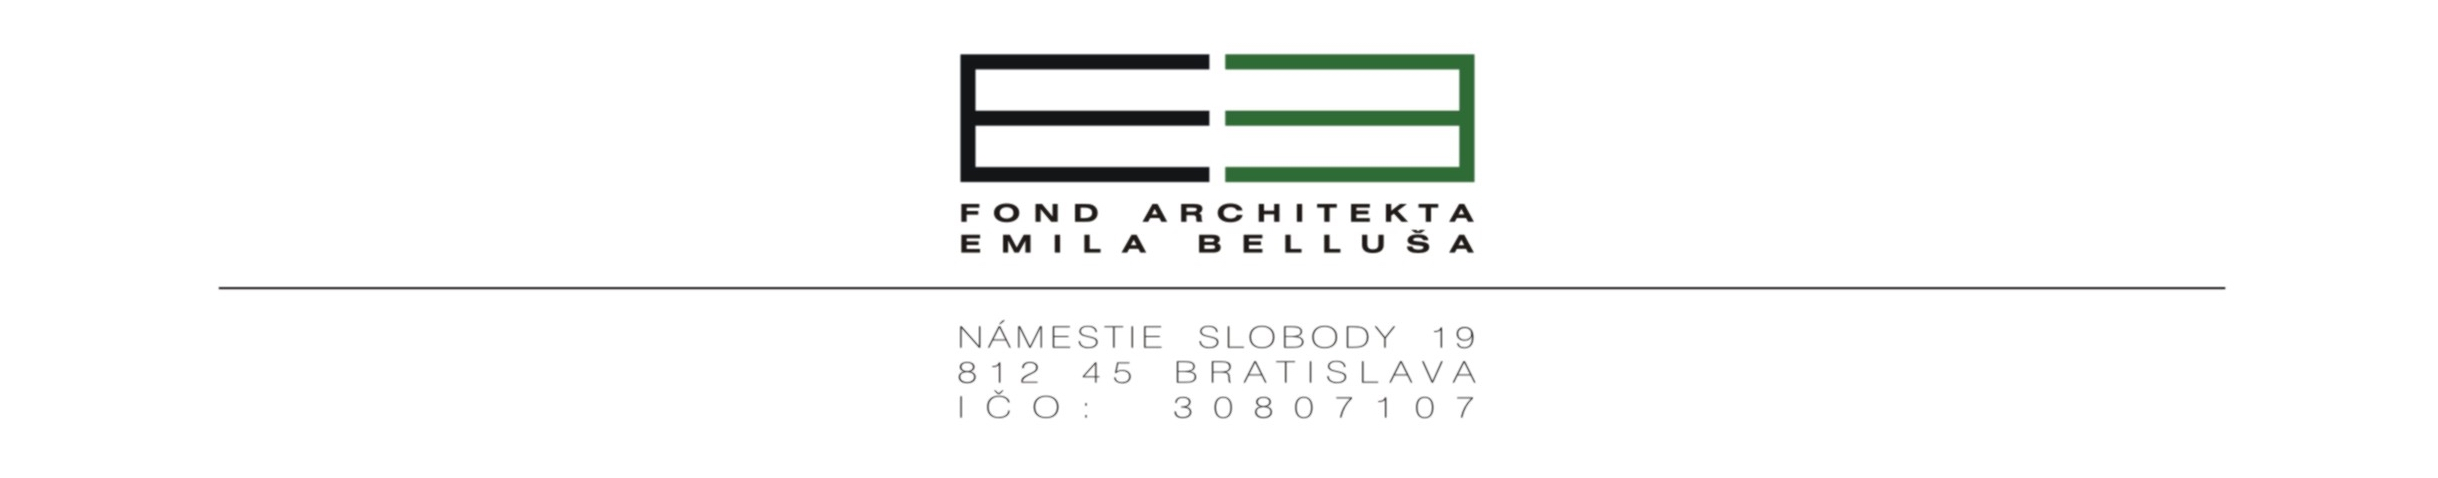 FOND ARCHITEKTA
EMILA BELLUŠA
NÁMESTIE SLOBODY 19
812 45 BRATISLAVA
IČO: 30807107